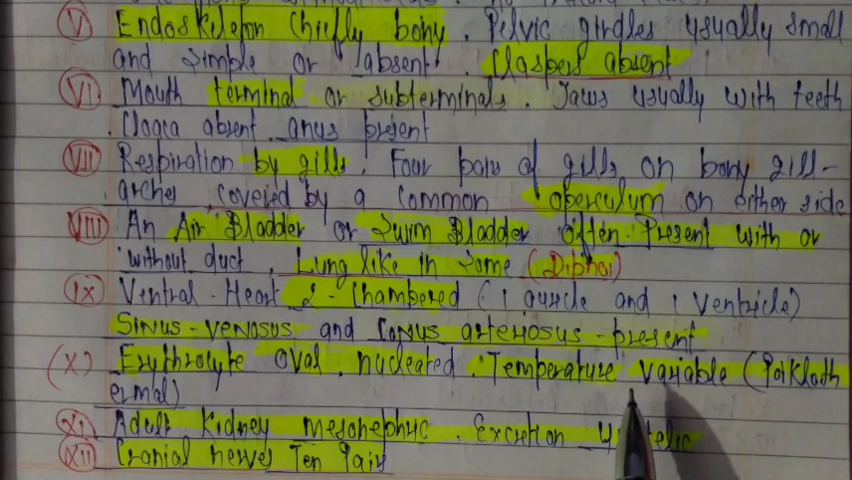 (V) Endoskeleton Chiefly bony. Pelvic girdles usually small
and simple or absent. Claspers absent
(VI) Mouth terminal or subterminals. Jaws usually with teeth
Cloaca absent anus present
(VII) Respiration by gills. Four pairs of gills on bony gill-
arches covered by a common operculum on either side
(VIII) An Air Bladder or Swim Bladder often Present with or
without duct. Lung like in some (Diphoi)
(IX) Ventral-Heart 2-Chambered (1 auricle and 1 ventricle)
Sinus-venosus and Conus arteriosus-present
(X) Erythrocyte oval nucleated. Temperature variable (Poikloth
ermal)
XI) Adult kidney mesonephric. Excretion
XII) Cranial nerves Ten Pairs